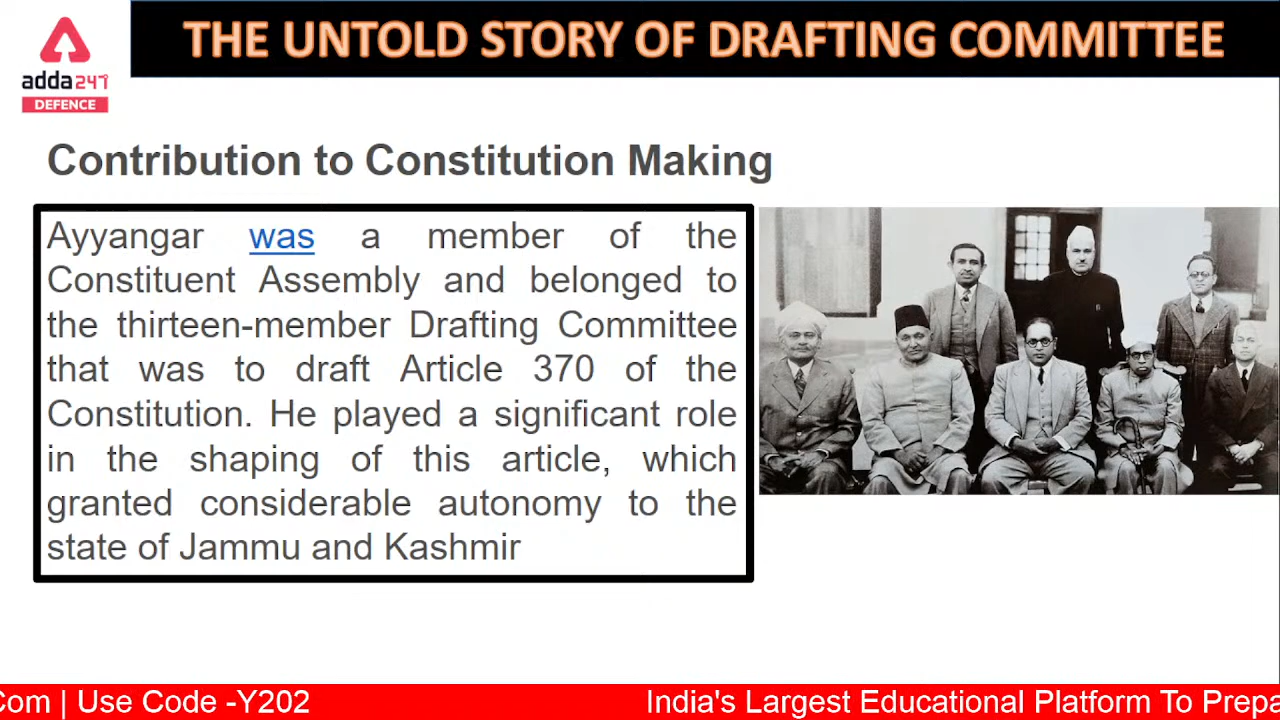 THE UNTOLD STORY OF DRAFTING COMMITTEE
adda247
DEFENCE
Contribution to Constitution Making
Ayyangar was a member of the
Constituent Assembly and belonged to
the thirteen-member Drafting Committee
that was to draft Article 370 of the
Constitution. He played a significant role
in the shaping of this article, which
granted considerable autonomy to the
state of Jammu and Kashmir
Com | Use Code -Y202
India's Largest Educational Platform To Prepa